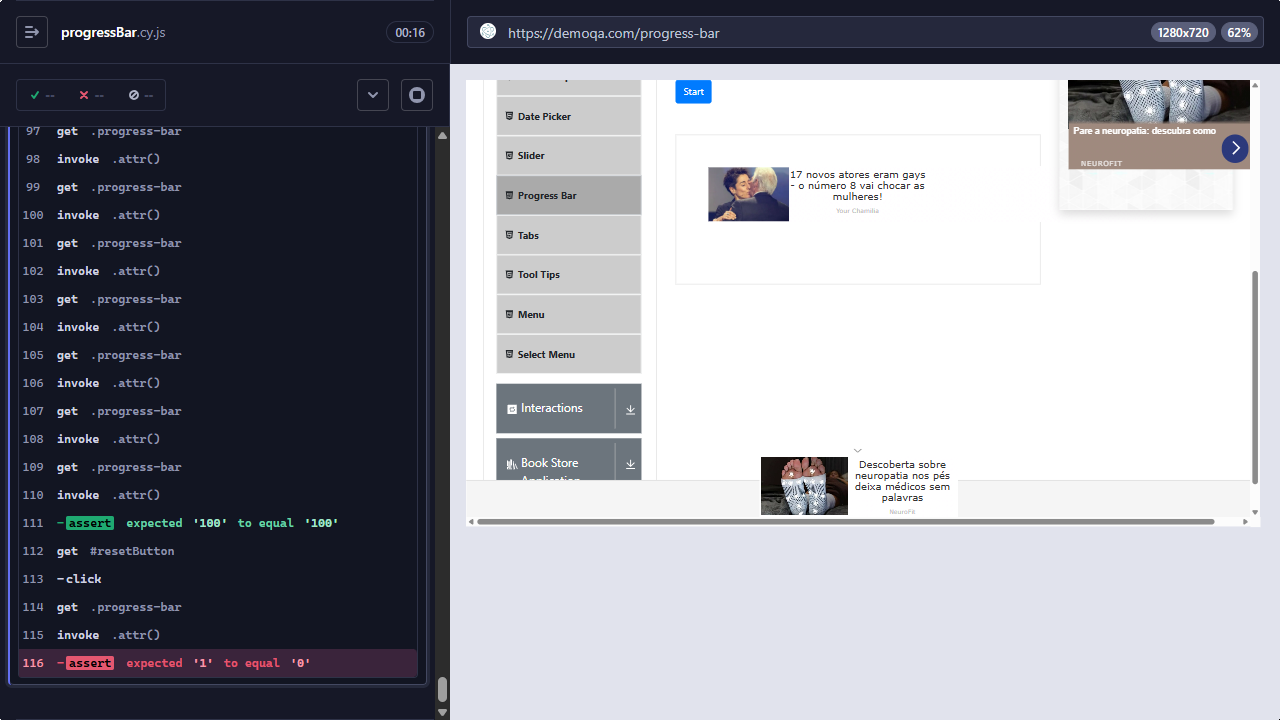 progressBar.cy.js
00:16
--
--
--
97 get .progress-bar
98 invoke .attr()
99 get .progress-bar
100 invoke .attr()
101 get .progress-bar
102 invoke .attr()
103 get .progress-bar
104 invoke .attr()
105 get .progress-bar
106 invoke .attr()
107 get .progress-bar
108 invoke .attr()
109 get .progress-bar
110 invoke .attr()
111 -assert expected '100' to equal '100'
112 get #resetButton
113 -click
114 get .progress-bar
115 invoke .attr()
116 -assert expected '1' to equal '0'
https://demoqa.com/progress-bar
1280x720
62%
Date Picker
Slider
Progress Bar
Tabs
Tool Tips
Menu
Select Menu
Interactions
Book Store
Application
Start
17 novos atores eram gays
- o número 8 vai chocar as
mulheres!
Your Chamilia
Pare a neuropatia: descubra como
NEUROFIT
Descoberta sobre
neuropatia nos pés
deixa médicos sem
palavras
NeuroFit